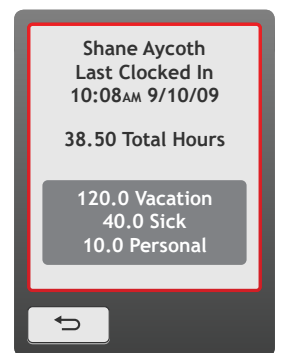 Shane Aycoth
Last Clocked In
10:08AM 9/10/09
38.50 Total Hours
120.0 Vacation
40.0 Sick
10.0 Personal